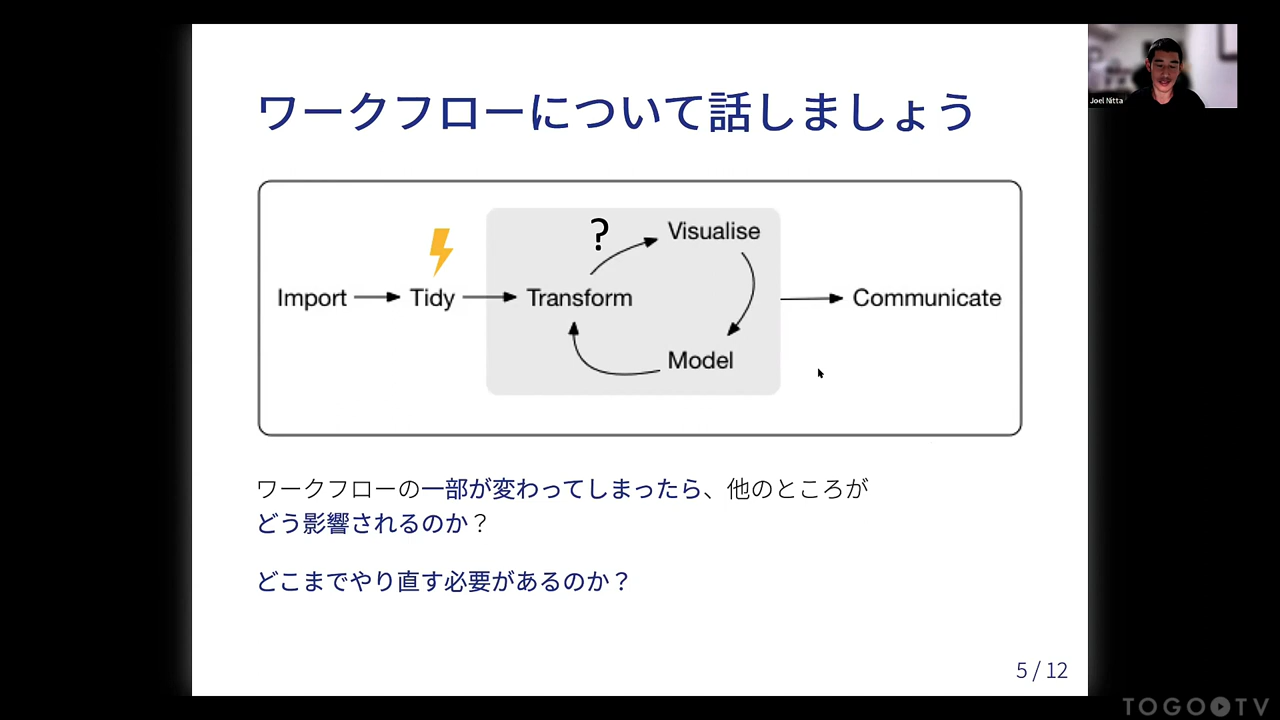 ワークフローについて話しましょう
Joel Nitta
?
Visualise
Import
Tidy
Transform
Communicate
Model
ワークフローの一部が変わってしまったら、他のところが
どう影響されるのか?
どこまでやり直す必要があるのか?
5 / 12
TOGO TV